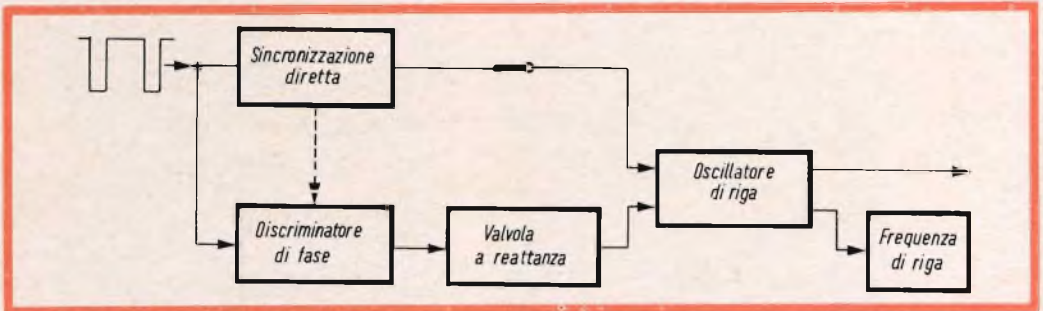 Sincronizzazione
diretta
Discriminatore
di fase
Valvola
a reattanza
Oscillatore
di riga
Frequenza
di riga